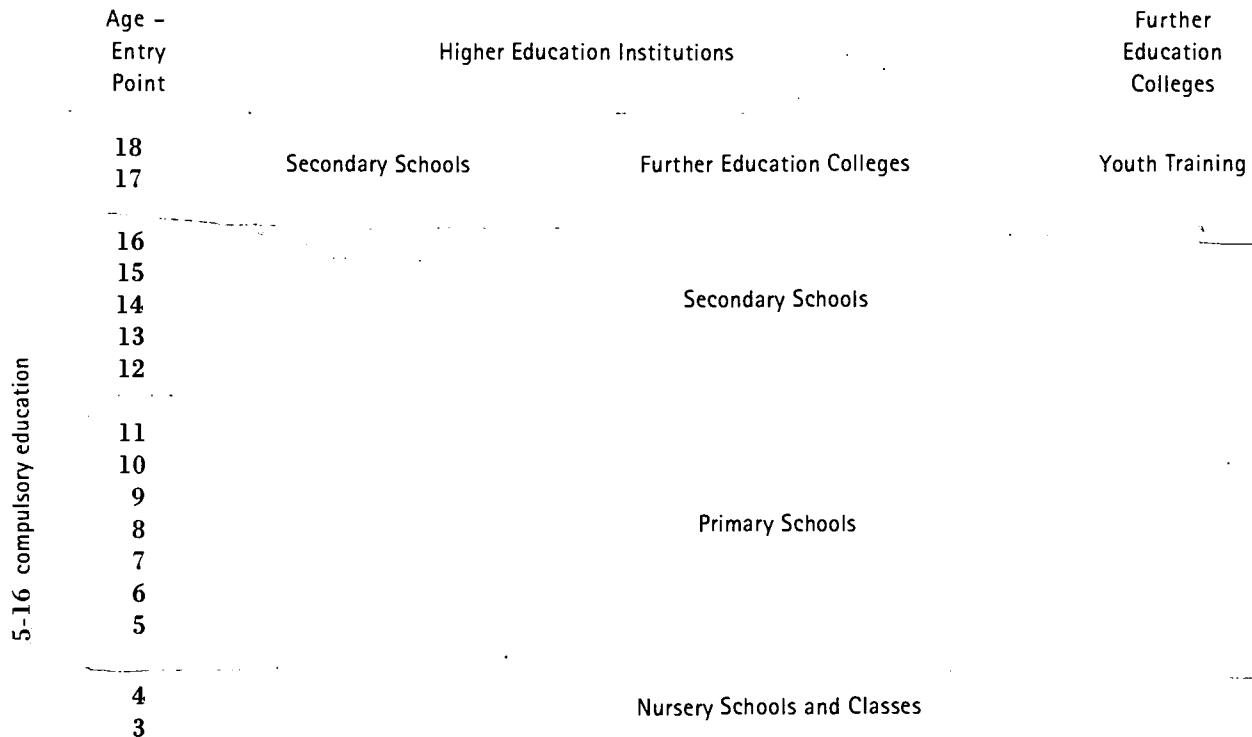 Age –
Entry
Point
Higher Education Institutions
Further
Education
Colleges
18
17
Secondary Schools
Further Education Colleges
Youth Training
16
15
14
13
12
Secondary Schools
11
10
9
8
7
6
5
Primary Schools
4
3
Nursery Schools and Classes
5-16 compulsory education